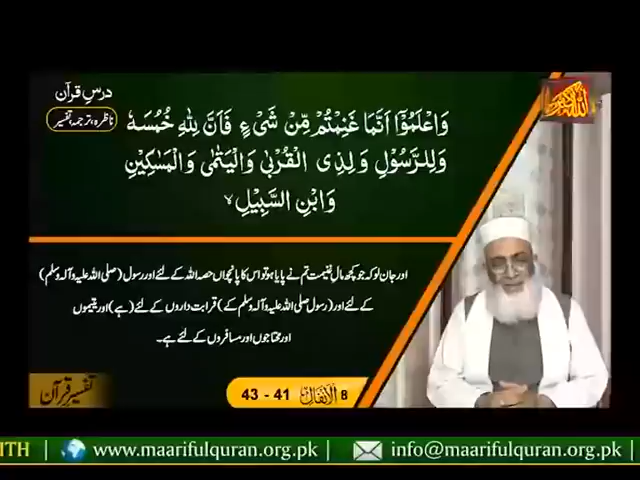 درسِ قرآن
ناظرہ، ترجمہ، تفسیر
وَاعْلَمُوْۤا اَنَّمَا غَنِمْتُمْ مِّنْ شَیْءٍ فَاَنَّ لِلّٰهِ خُمُسَهٗ
وَلِلرَّسُوْلِ وَلِذِی الْقُرْبٰی وَالْیَتٰمٰی وَالْمَسٰكِیْنِ
وَابْنِ السَّبِیْلِ ۙ
اور جان لو کہ جو کچھ مالِ غنیمت تم نے پایا ہو تو اس کا پانچواں حصہ اللہ کے لئے اور رسول (صلی اللہ علیہ وآلہ وسلم)
کے لئے اور (رسول صلی اللہ علیہ وآلہ وسلم کے) قرابت داروں کے لئے (ہے) اور یتیموں
اور محتاجوں اور مسافروں کے لئے ہے۔
تفسیرِ قرآن
8 اَلْاَنْفَال 41 - 43
ITH www.maarifulquran.org.pk info@maarifulquran.org.pk